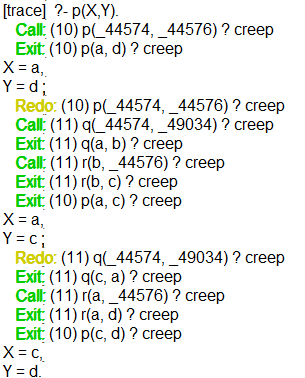 [trace]  ?- p(X,Y).
   Call: (10) p(_44574, _44576) ? creep
   Exit: (10) p(a, d) ? creep
X = a,
Y = d ;
   Redo: (10) p(_44574, _44576) ? creep
   Call: (11) q(_44574, _49034) ? creep
   Exit: (11) q(a, b) ? creep
   Call: (11) r(b, _44576) ? creep
   Exit: (11) r(b, c) ? creep
   Exit: (10) p(a, c) ? creep
X = a,
Y = c ;
   Redo: (11) q(_44574, _49034) ? creep
   Exit: (11) q(c, a) ? creep
   Call: (11) r(a, _44576) ? creep
   Exit: (11) r(a, d) ? creep
   Exit: (10) p(c, d) ? creep
X = c,
Y = d.